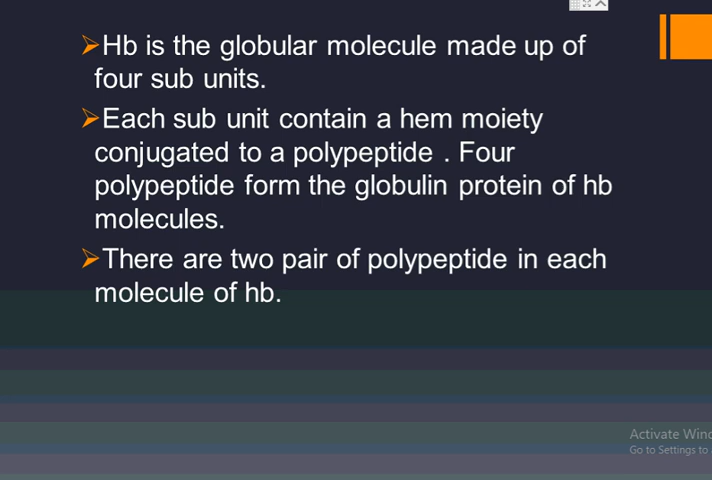 ➢Hb is the globular molecule made up of
four sub units.
➢Each sub unit contain a hem moiety
conjugated to a polypeptide . Four
polypeptide form the globulin protein of hb
molecules.
➢There are two pair of polypeptide in each
molecule of hb.
Activate Wind
Go to Settings to